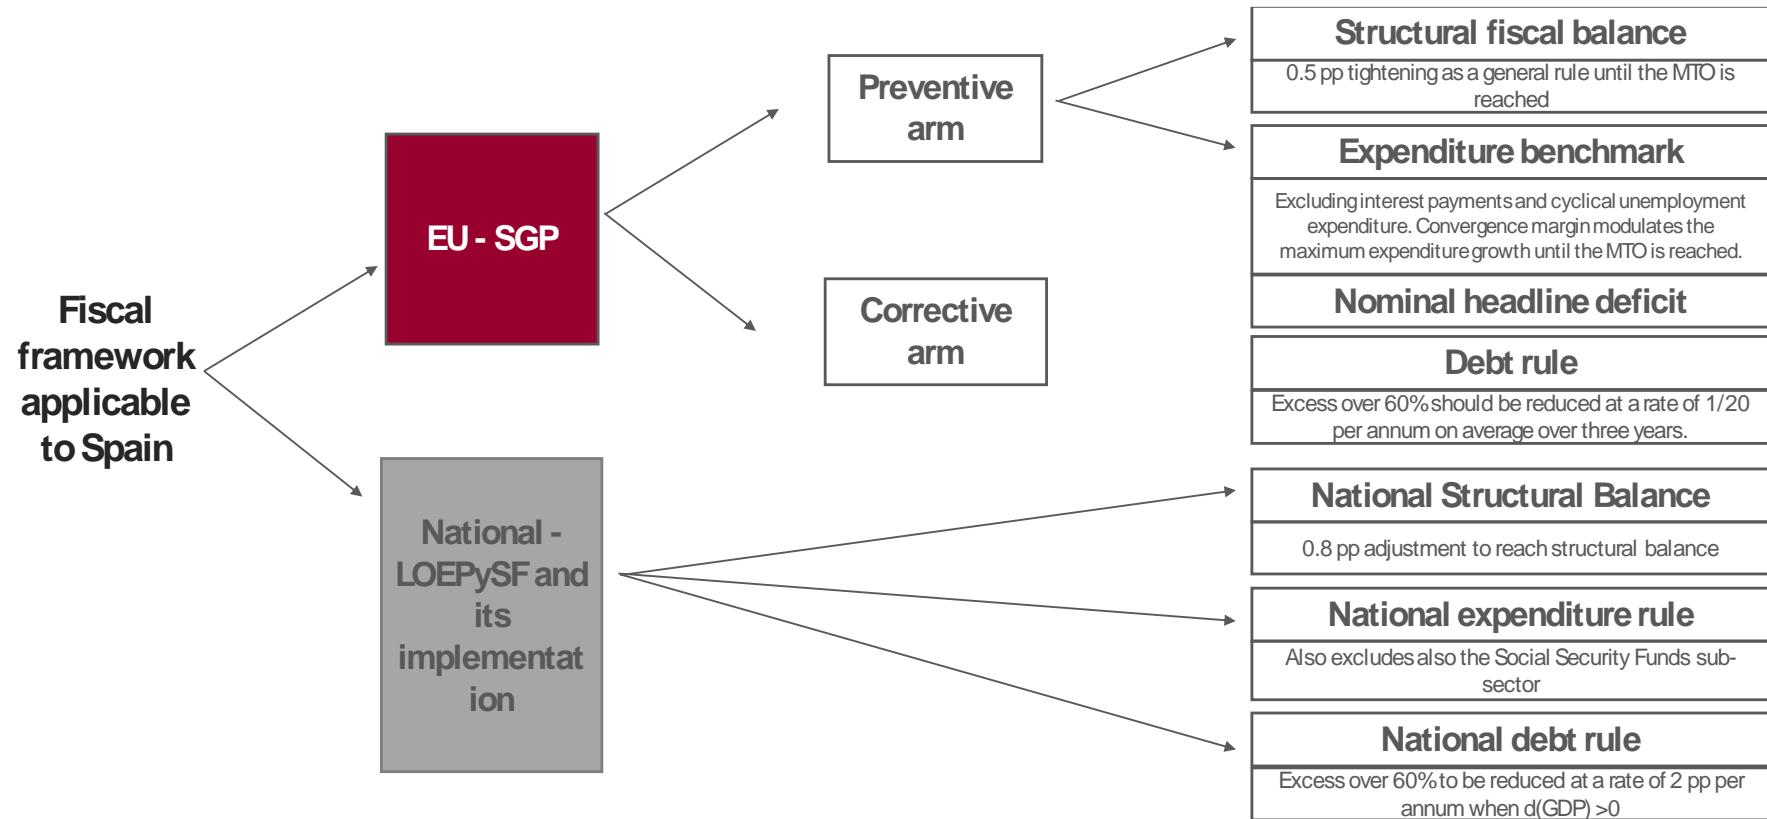 Fiscal
framework
applicable
to Spain
EU - SGP
National -
LOEPySF and
its
implementat
ion
Preventive
arm
Corrective
arm
Structural fiscal balance
0.5 pp tightening as a general rule until the MTO is
reached
Expenditure benchmark
Excluding interest payments and cyclical unemployment
expenditure. Convergence margin modulates the
maximum expenditure growth until the MTO is reached.
Nominal headline deficit
Debt rule
Excess over 60% should be reduced at a rate of 1/20
per annum on average over three years.
National Structural Balance
0.8 pp adjustment to reach structural balance
National expenditure rule
Also excludes also the Social Security Funds sub-
sector
National debt rule
Excess over 60% to be reduced at a rate of 2 pp per
annum when d(GDP) >0